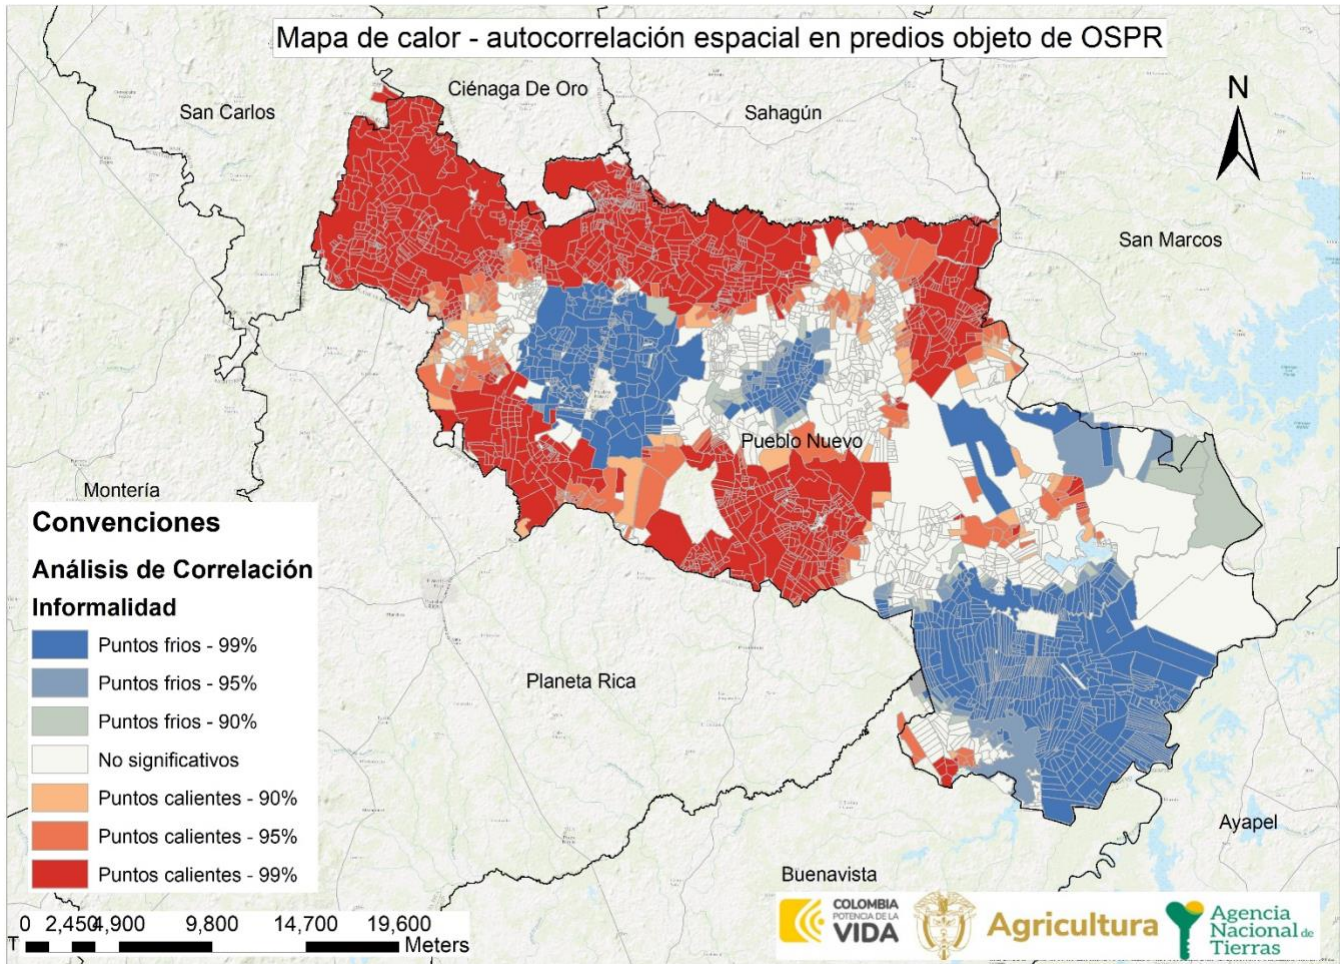 Mapa de calor - autocorrelación espacial en predios objeto de OSPR
Ciénaga De Oro
San Carlos
Sahagún
N
San Marcos
Pueblo Nuevo
Montería
Convenciones
Análisis de Correlación
Informalidad
Puntos frios - 99%
Puntos frios - 95%
Puntos frios - 90%
No significativos
Puntos calientes - 90%
Puntos calientes - 95%
Puntos calientes - 99%
Planeta Rica
Ayapel
Buenavista
0 2,450 4,900 9,800 14,700 19,600
Meters
COLOMBIA
POTENCIA DE LA
VIDA
Agricultura
Agencia
Nacional de
Tierras